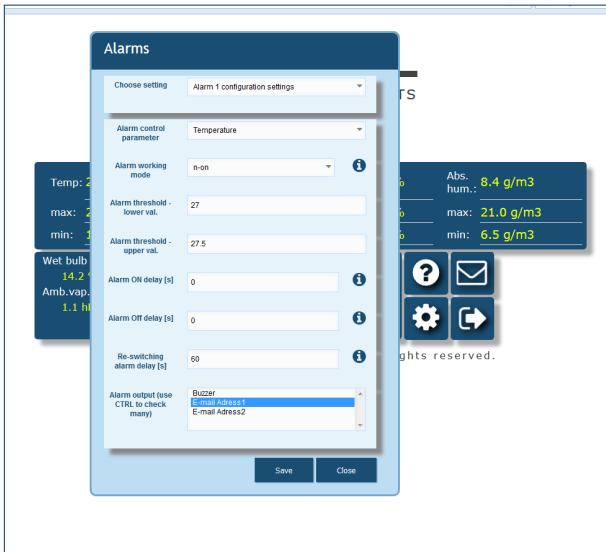 Alarms
Choose setting
Alarm 1 configuration settings
TS
Alarm control
parameter
Temperature
Alarm working
mode
n-on
Alarm threshold -
lower val.
27
Alarm threshold -
upper val.
27.5
Alarm ON delay [s]
0
Alarm Off delay [s]
0
Re-switching
alarm delay [s]
60
Alarm output (use
CTRL to check
many)
Buzzer
E-mail Adress1
E-mail Adress2
Save
Close
Temp:
max:
min:
Abs.
hum.:
8.4 g/m3
max: 21.0 g/m3
min: 6.5 g/m3
Wet bulb
14.2
Amb.vap.
1.1
ghts reserved.